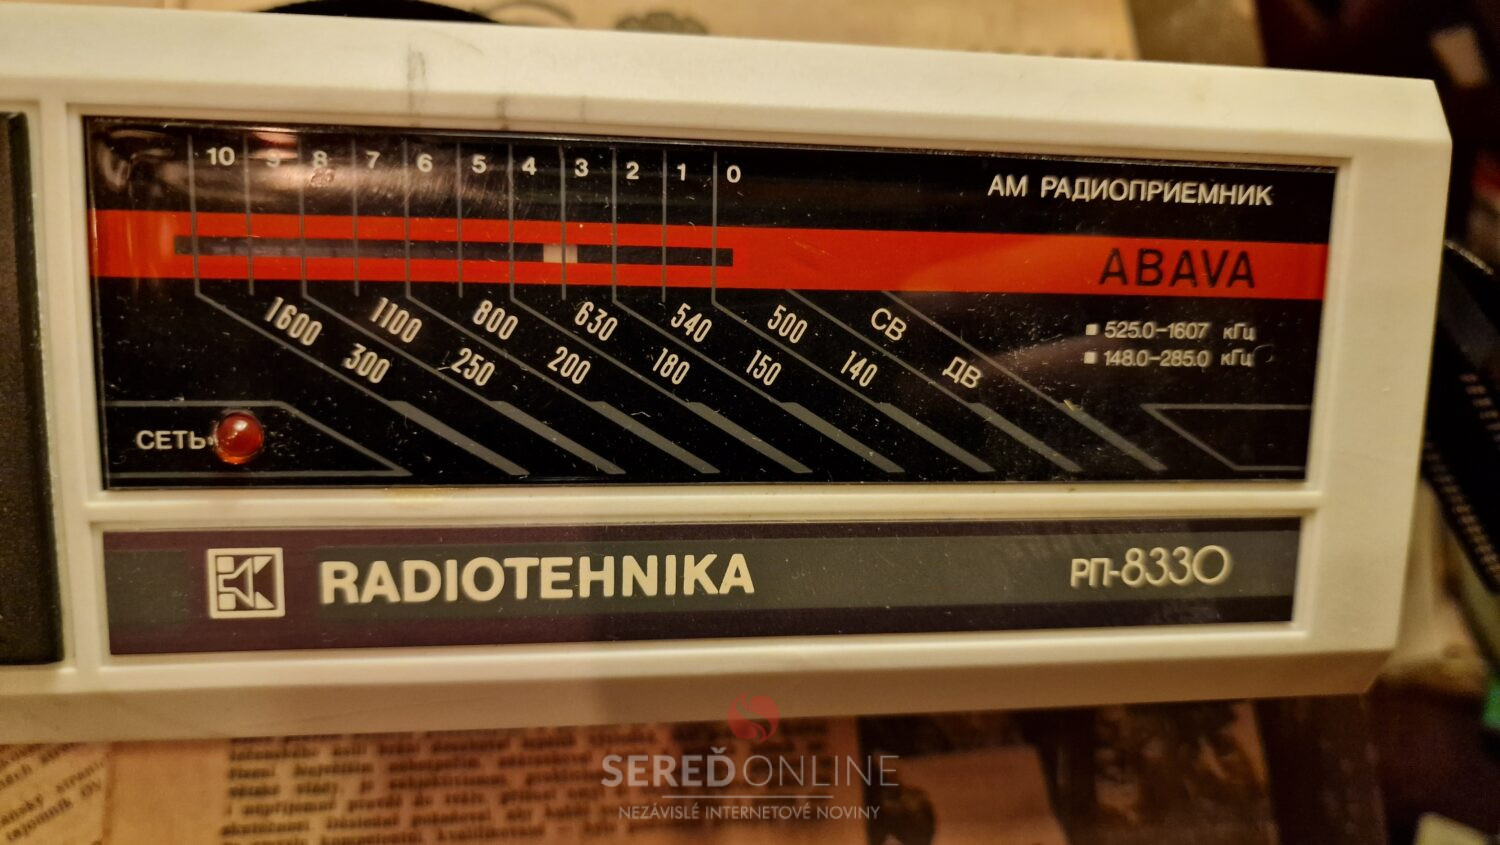 10 9 8 7 6 5 4 3 2 1 0
АМ РАДИОПРИЕМНИК
ABAVA
1600 1100 800 630 540 500 СВ
300 250 200 180 150 140 ДВ
525.0–1607 кГц
148.0–285.0 кГц
СЕТЬ
RADIOTEHNIKA
РП-8330
SEREĎONLINE
NEZÁVISLÉ INTERNETOVÉ NOVINY